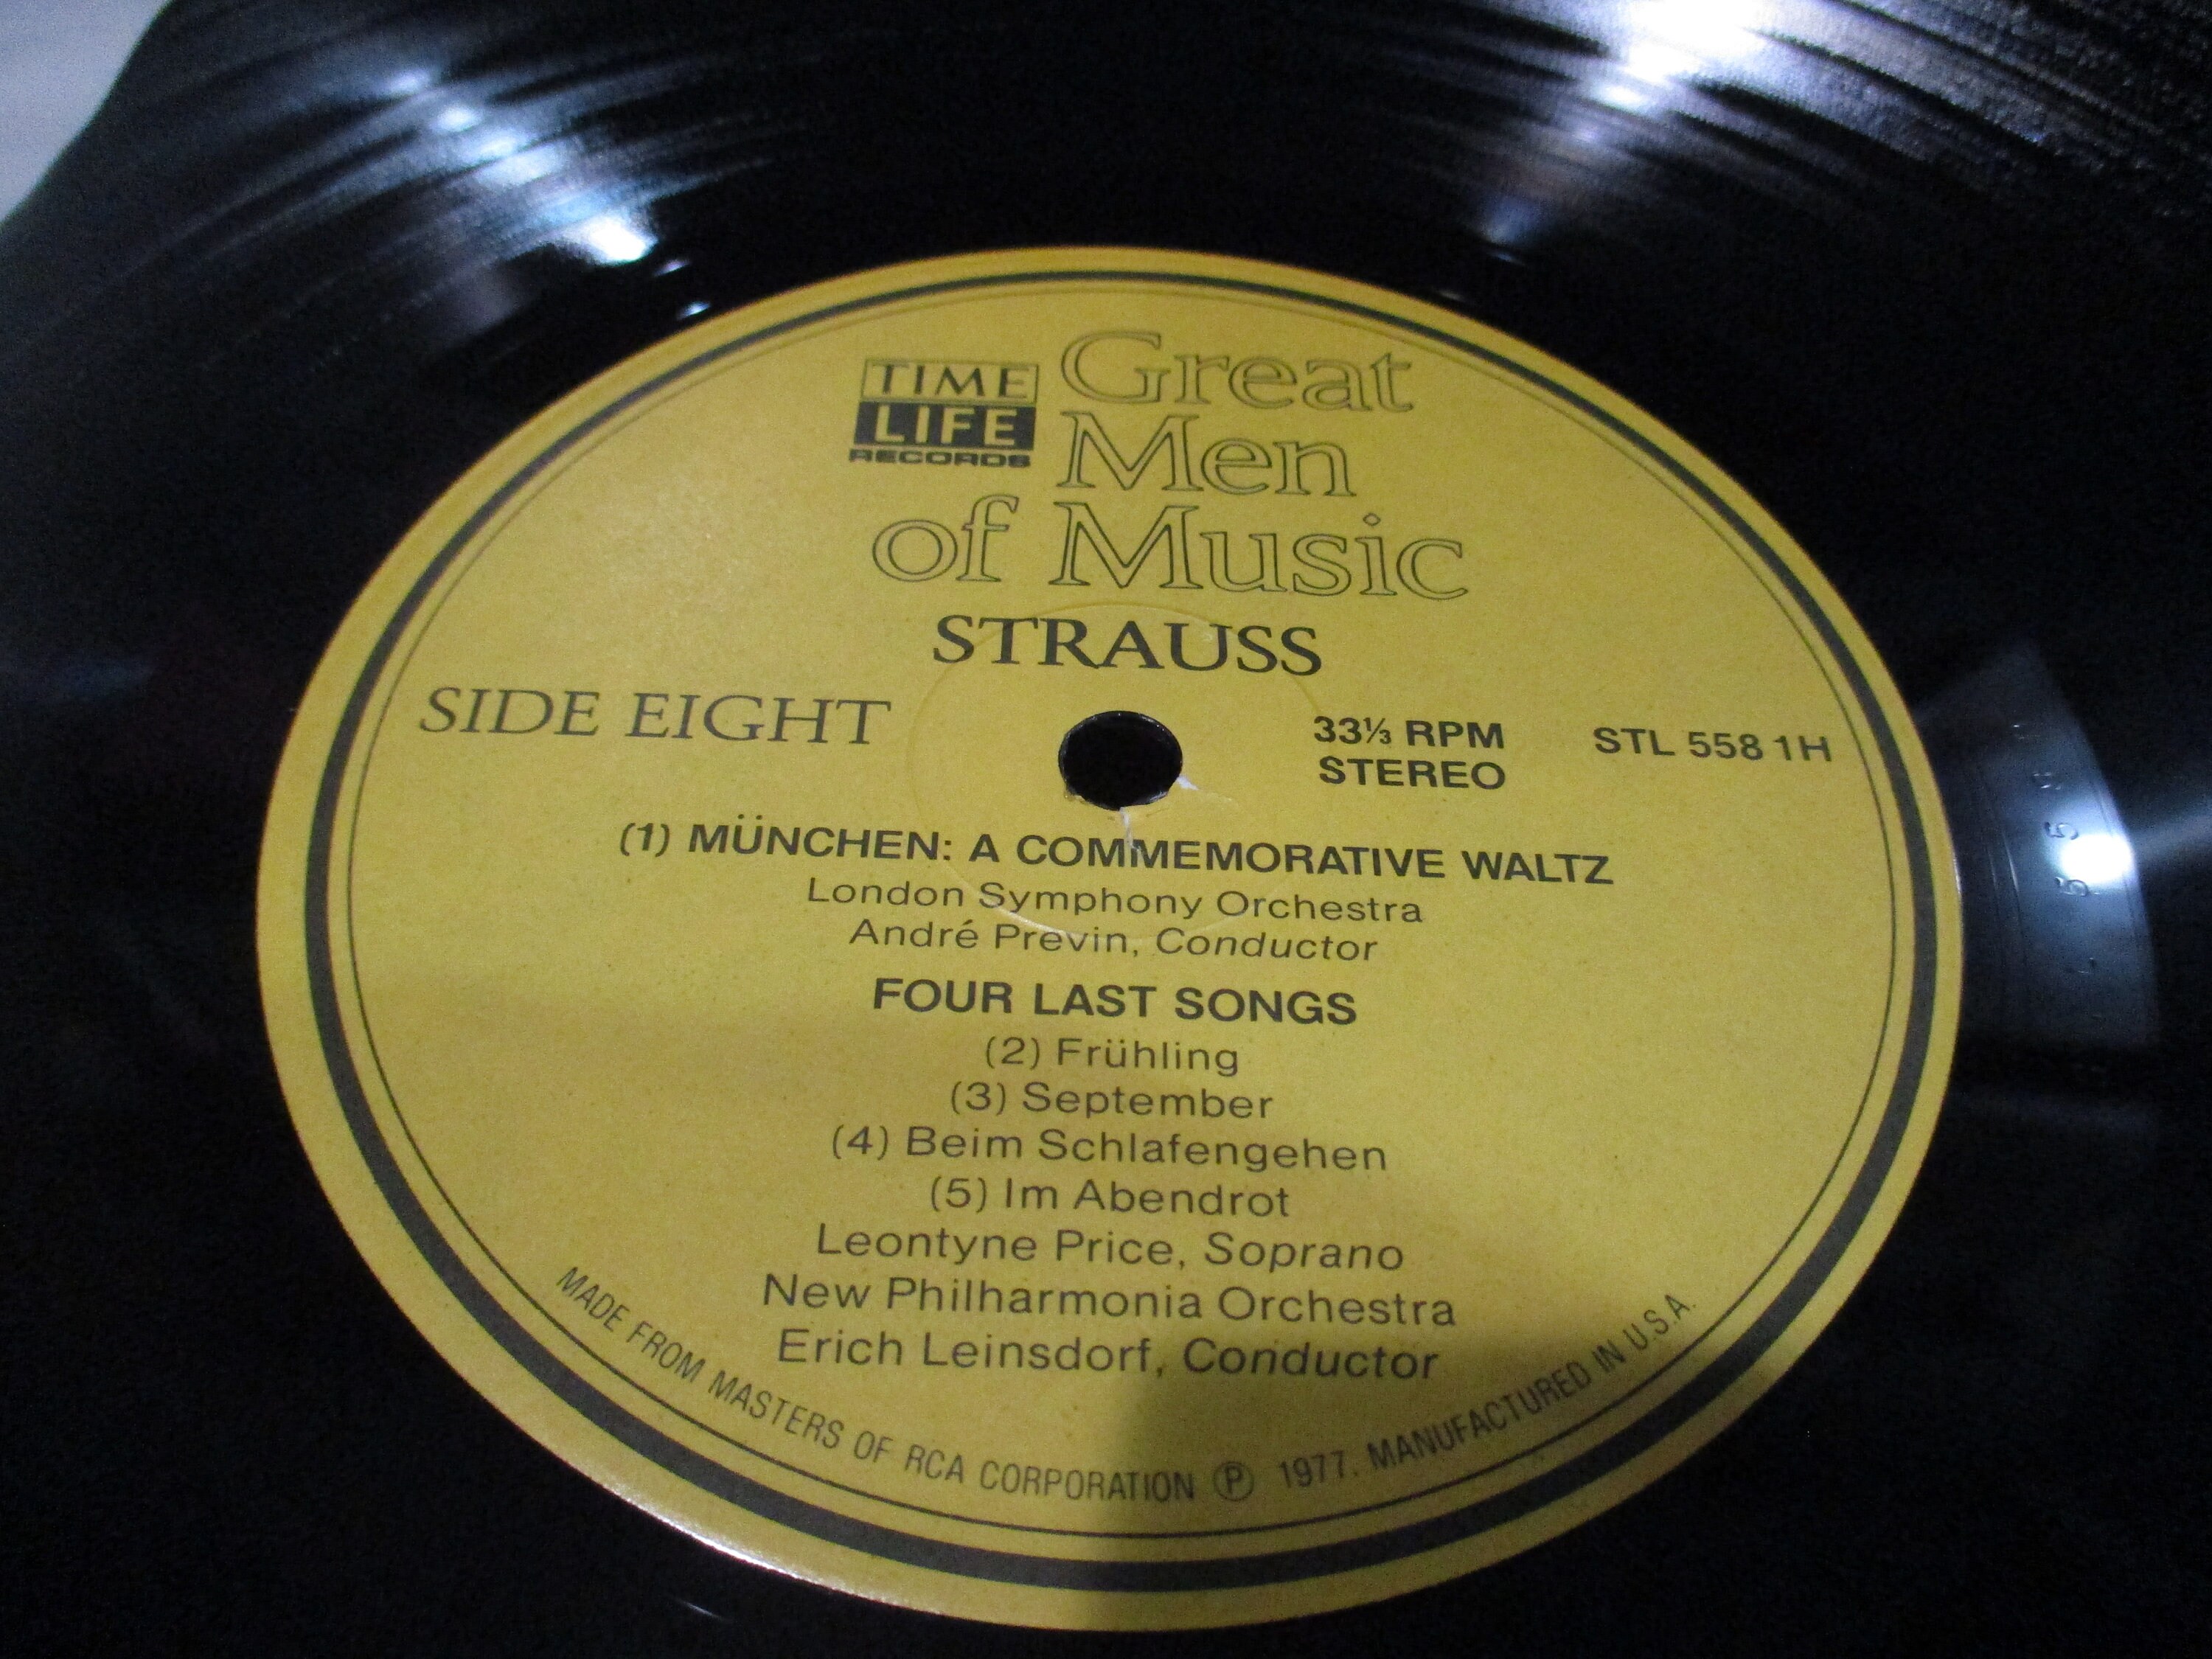 TIME
LIFE
RECORDS
Great
Men
of Music
STRAUSS
SIDE EIGHT
33⅓ RPM
STEREO
STL 558 1H
(1) MÜNCHEN: A COMMEMORATIVE WALTZ
London Symphony Orchestra
André Previn, Conductor
FOUR LAST SONGS
(2) Frühling
(3) September
(4) Beim Schlafengehen
(5) Im Abendrot
Leontyne Price, Soprano
New Philharmonia Orchestra
Erich Leinsdorf, Conductor
MADE FROM MASTERS OF RCA CORPORATION Ⓟ 1977. MANUFACTURED IN U.S.A.